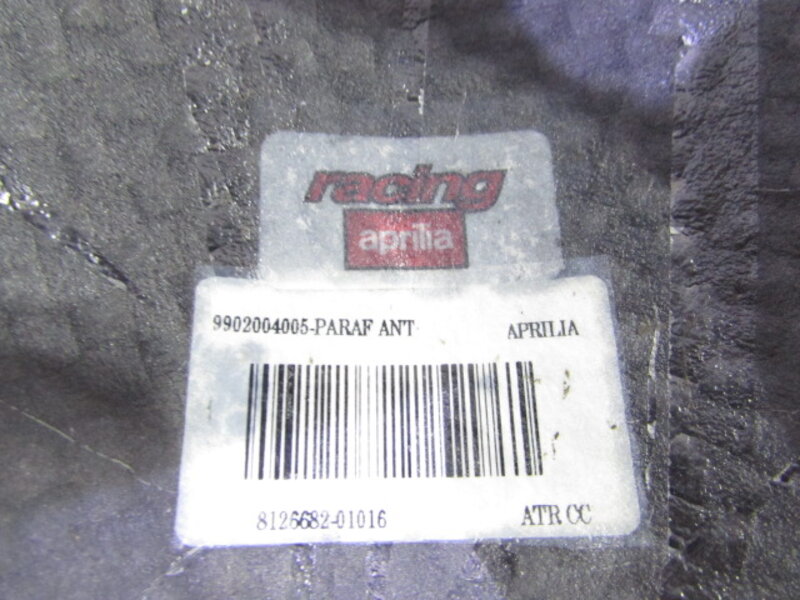 racing
aprilia
9902004005-PARAF ANT APRILIA
8126682-01016 ATR CC